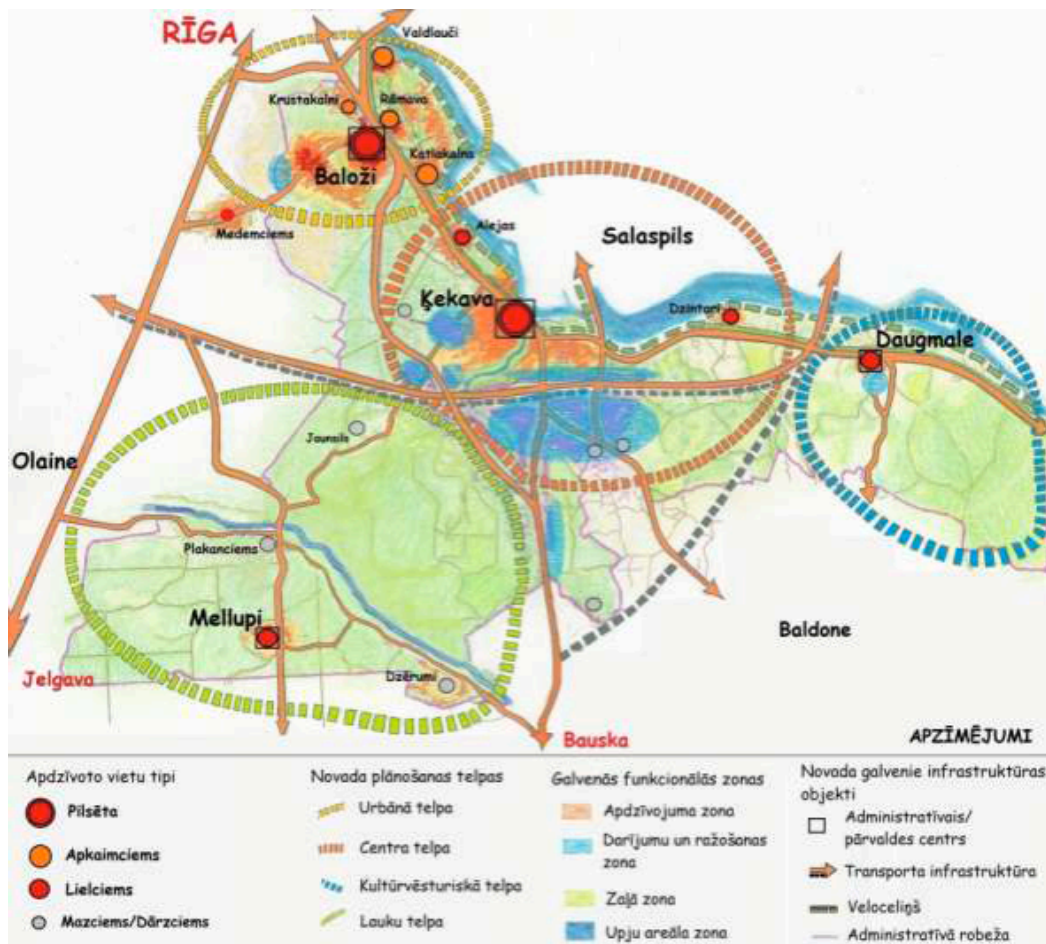 RĪGA
Valdlauči
Krustakalni
Rāmava
Katlakalns
Baloži
Medemciems
Alejas
Salaspils
Ķekava
Dzintari
Daugmale
Jaunsils
Olaine
Plakanciems
Mellupi
Baldone
Jelgava
Dzērumi
Bauska
APZĪMĒJUMI
Apdzīvoto vietu tipi
Pilsēta
Apkaimciems
Lielciems
Mazciems/Dārzciems
Novada plānošanas telpas
Urbānā telpa
Centra telpa
Kultūrvēsturiskā telpa
Lauku telpa
Galvenās funkcionālās zonas
Apdzīvojuma zona
Darījumu un ražošanas
zona
Zaļā zona
Upju areāla zona
Novada galvenie infrastruktūras
objekti
Administratīvais/
pārvaldes centrs
Transporta infrastruktūra
Veloceliņš
Administratīvā robeža